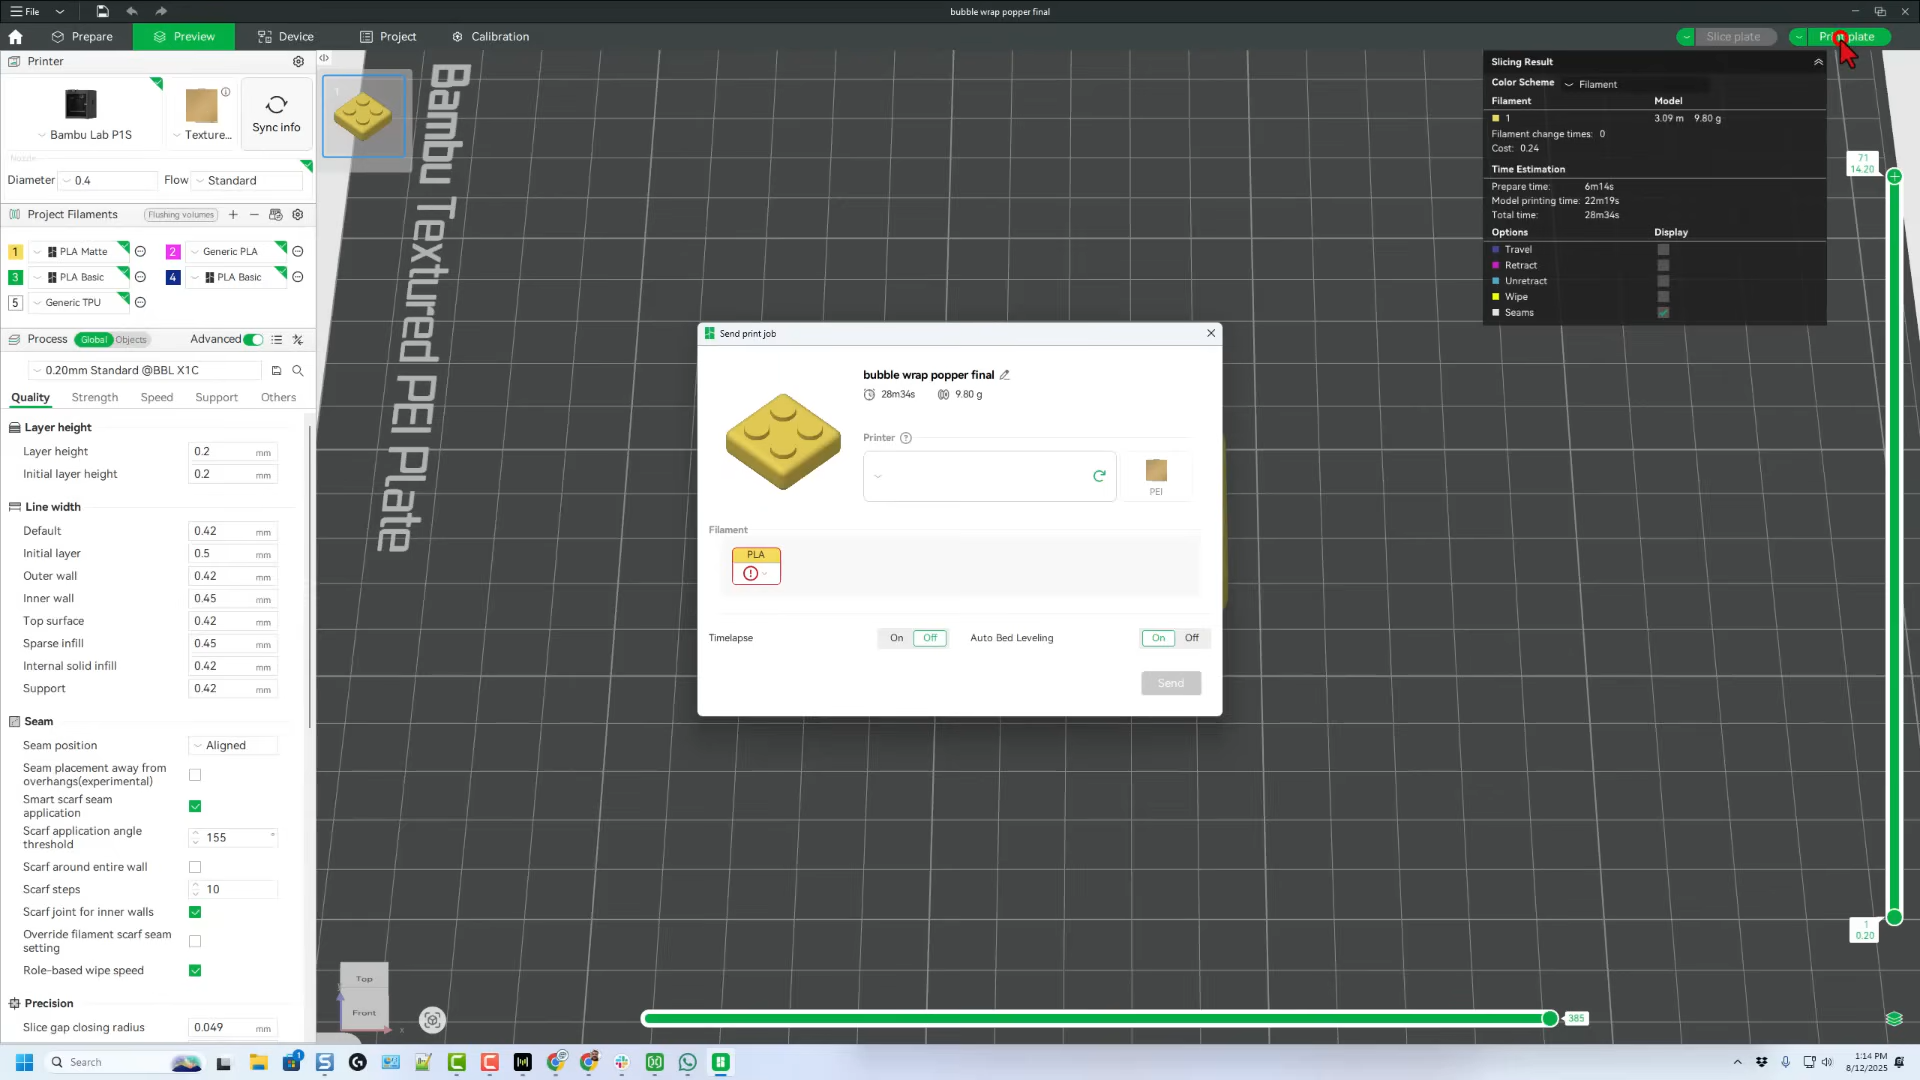 File
bubble wrap popper final
Prepare
Preview
Device
Project
Calibration
Slice plate
Print plate
Printer
Bambu Lab P1S
Texture...
Sync info
Nozzle
Diameter
0.4
Flow
Standard
Project Filaments
Flushing volumes
1
PLA Matte
2
Generic PLA
3
PLA Basic
4
PLA Basic
5
Generic TPU
Process
Global
Objects
Advanced
0.20mm Standard @BBL X1C
Quality
Strength
Speed
Support
Others
Layer height
Layer height
0.2
mm
Initial layer height
0.2
mm
Line width
Default
0.42
mm
Initial layer
0.5
mm
Outer wall
0.42
mm
Inner wall
0.45
mm
Top surface
0.42
mm
Sparse infill
0.45
mm
Internal solid infill
0.42
mm
Support
0.42
mm
Seam
Seam position
Aligned
Seam placement away from
overhangs(experimental)
Smart scarf seam
application
Scarf application angle
threshold
155
°
Scarf around entire wall
Scarf steps
10
Scarf joint for inner walls
Override filament scarf seam
setting
Role-based wipe speed
Precision
Slice gap closing radius
0.049
mm
1
Bambu Textured PEI Plate
Send print job
bubble wrap popper final
28m34s
9.80 g
Printer
PEI
Filament
PLA
Timelapse
On
Off
Auto Bed Leveling
On
Off
Send
Slicing Result
Color Scheme
Filament
Filament
Model
1
3.09 m
9.80 g
Filament change times: 0
Cost: 0.24
Time Estimation
Prepare time: 6m14s
Model printing time: 22m19s
Total time: 28m34s
Options
Display
Travel
Retract
Unretract
Wipe
Seams
71
14.20
1
0.20
385
Top
Front
x
Search
1
1:14 PM
8/12/2025